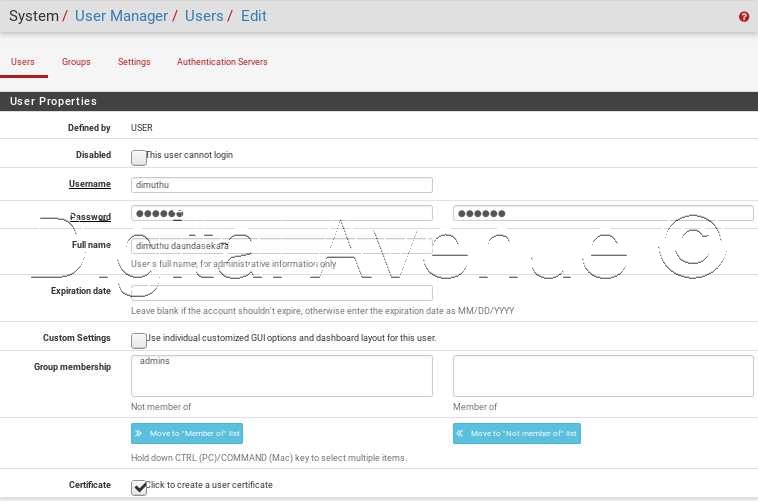 System / User Manager / Users / Edit
Users Groups Settings Authentication Servers
User Properties
Defined by USER
Disabled This user cannot login
Username dimuthu
Password ●●●●●● ●●●●●●
Full name dimuthu daundasekara
User's full name, for administrative information only
Expiration date
Leave blank if the account shouldn't expire, otherwise enter the expiration date as MM/DD/YYYY
Custom Settings Use individual customized GUI options and dashboard layout for this user.
Group membership admins
Not member of Member of
Move to "Member of" list Move to "Not member of" list
Hold down CTRL (PC)/COMMAND (Mac) key to select multiple items.
Certificate Click to create a user certificate